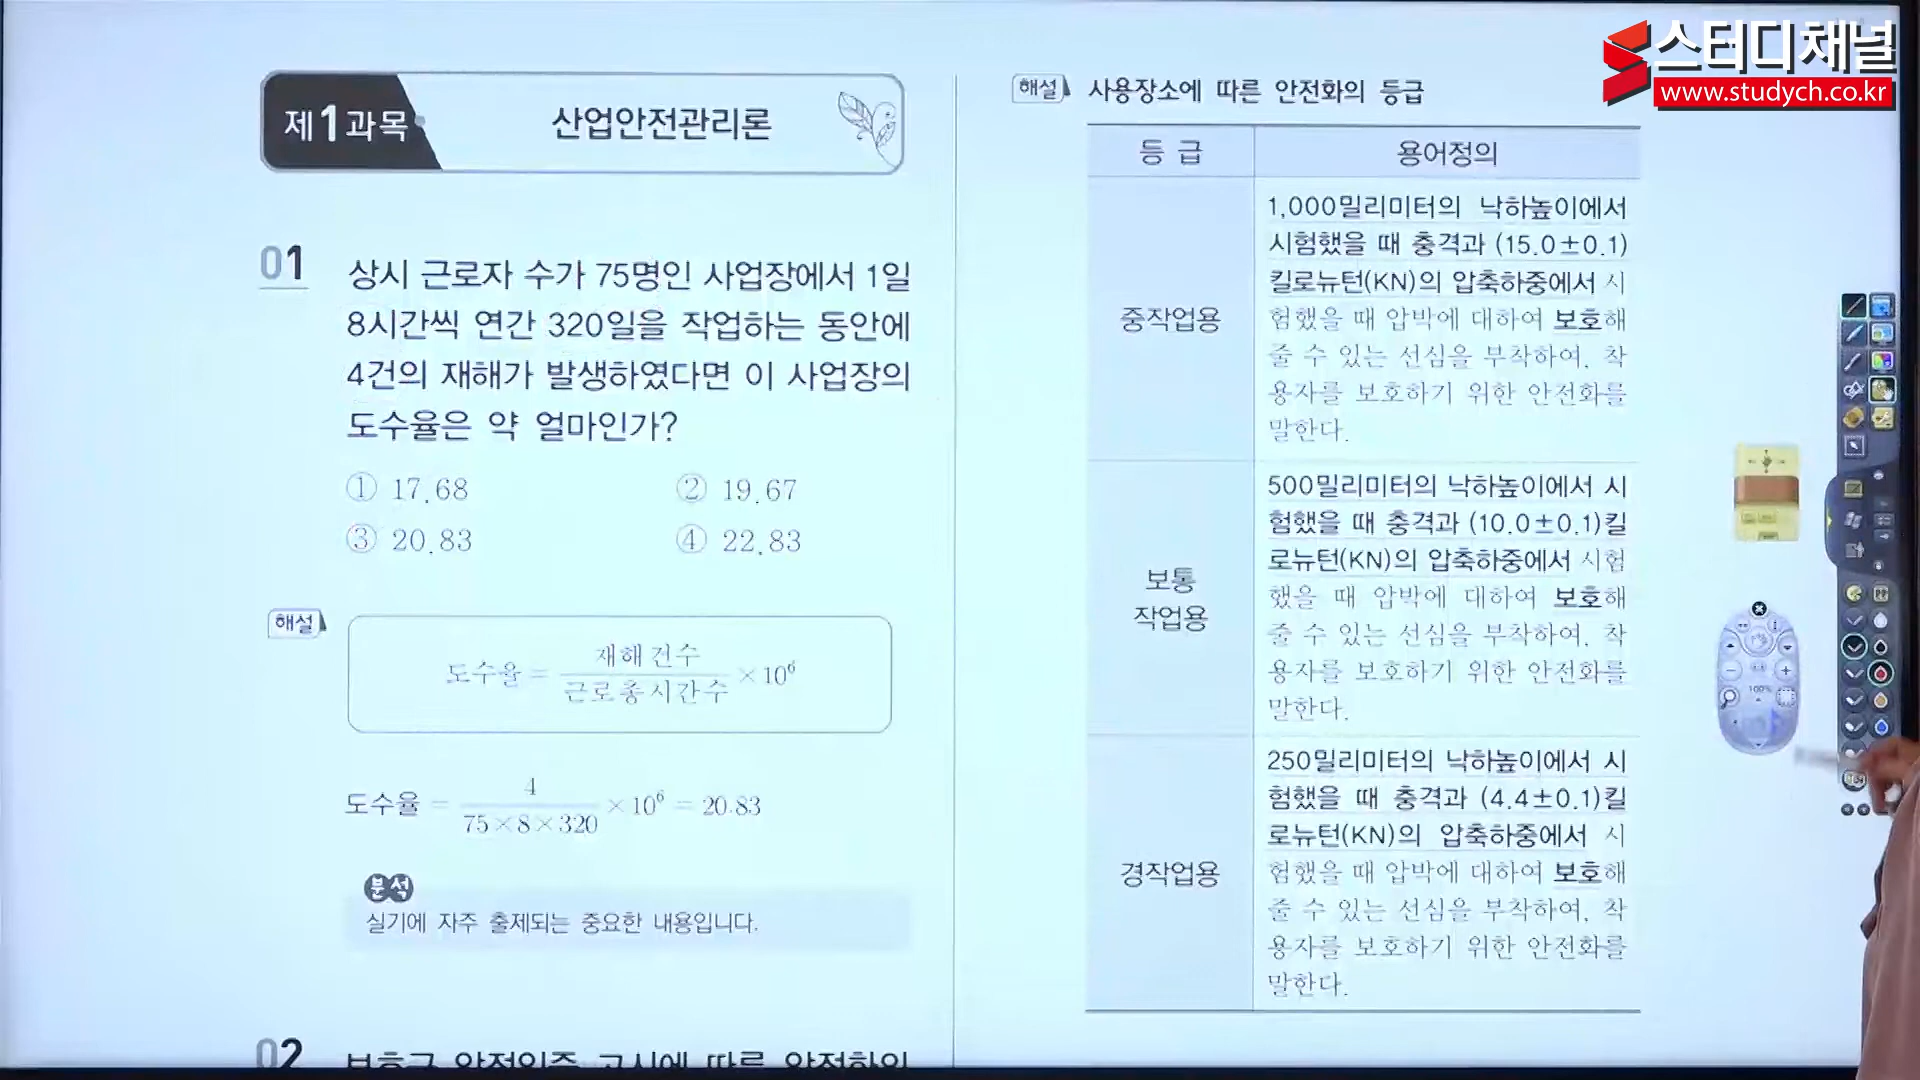 스터디채널
www.studych.co.kr
제1과목
산업안전관리론
01
상시 근로자 수가 75명인 사업장에서 1일
8시간씩 연간 320일을 작업하는 동안에
4건의 재해가 발생하였다면 이 사업장의
도수율은 약 얼마인가?
① 17.68
② 19.67
③ 20.83
④ 22.83
해설
도수율 = 재해 건수 / 근로 총 시간 수 × 10⁶
도수율 = 4 / 75×8×320 × 10⁶ = 20.83
분석
실기에 자주 출제되는 중요한 내용입니다.
02
보호구 안전인증 고시에 따른 안전화의
해설
사용장소에 따른 안전화의 등급
등 급
용어정의
중작업용
1,000밀리미터의 낙하높이에서
시험했을 때 충격과 (15.0±0.1)
킬로뉴턴(KN)의 압축하중에서 시
험했을 때 압박에 대하여 보호해
줄 수 있는 선심을 부착하여, 착
용자를 보호하기 위한 안전화를
말한다.
보통
작업용
500밀리미터의 낙하높이에서 시
험했을 때 충격과 (10.0±0.1)킬
로뉴턴(KN)의 압축하중에서 시험
했을 때 압박에 대하여 보호해
줄 수 있는 선심을 부착하여, 착
용자를 보호하기 위한 안전화를
말한다.
경작업용
250밀리미터의 낙하높이에서 시
험했을 때 충격과 (4.4±0.1)킬
로뉴턴(KN)의 압축하중에서 시
험했을 때 압박에 대하여 보호해
줄 수 있는 선심을 부착하여, 착
용자를 보호하기 위한 안전화를
말한다.
100%